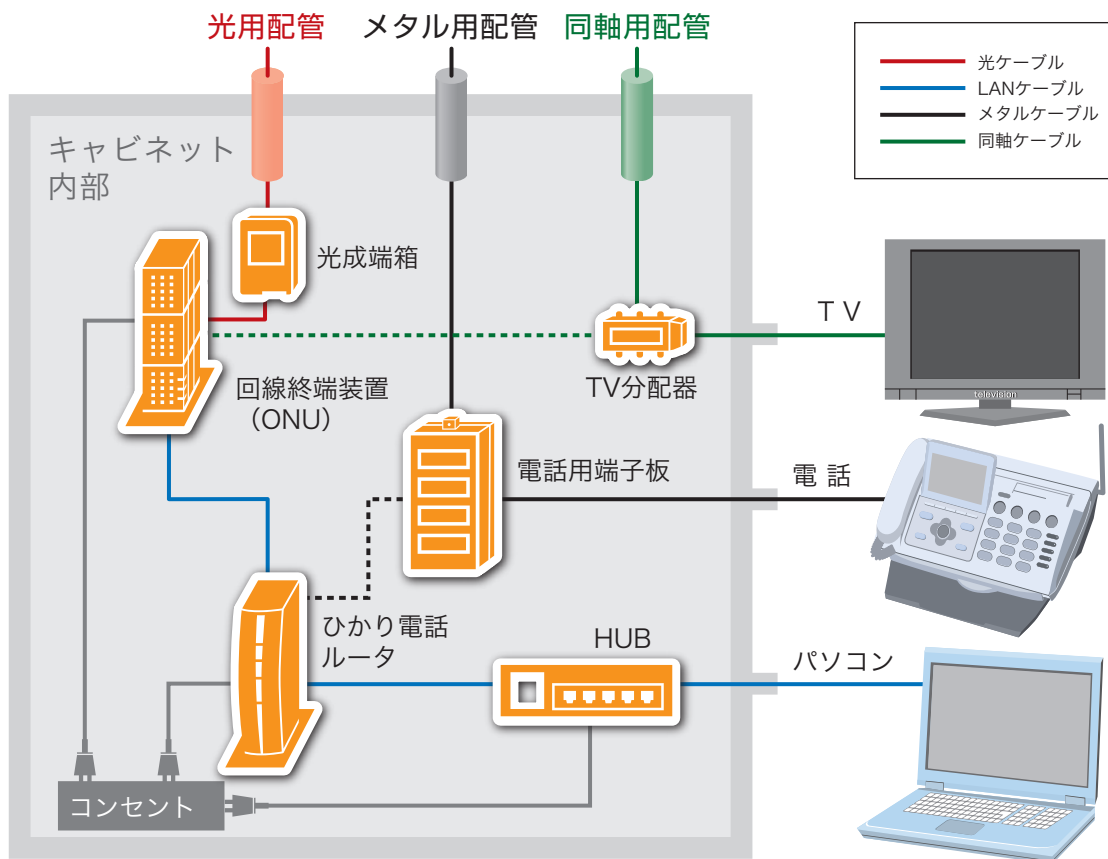 光用配管
メタル用配管
同軸用配管
光ケーブル
LANケーブル
メタルケーブル
同軸ケーブル
キャビネット
内部
光成端箱
TV
回線終端装置
（ONU）
TV分配器
television
電話用端子板
電話
ひかり電話
ルータ
HUB
パソコン
コンセント